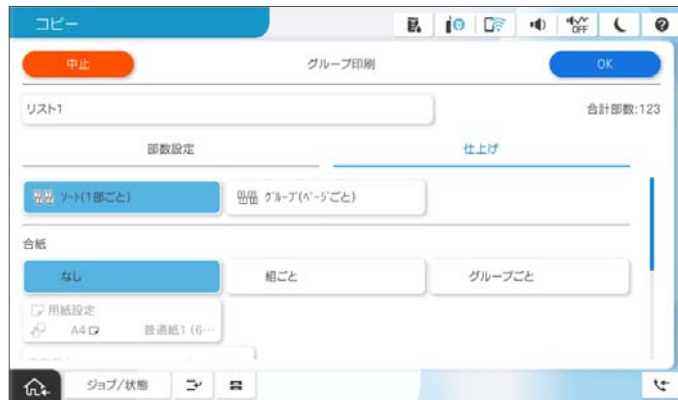 コピー
OFF
中止
グループ印刷
OK
リスト1
合計部数:123
部数設定
仕上げ
ソート(1部ごと)
グループ(ページごと)
合紙
なし
組ごと
グループごと
用紙設定
A4
普通紙1 (6…
ジョブ/状態